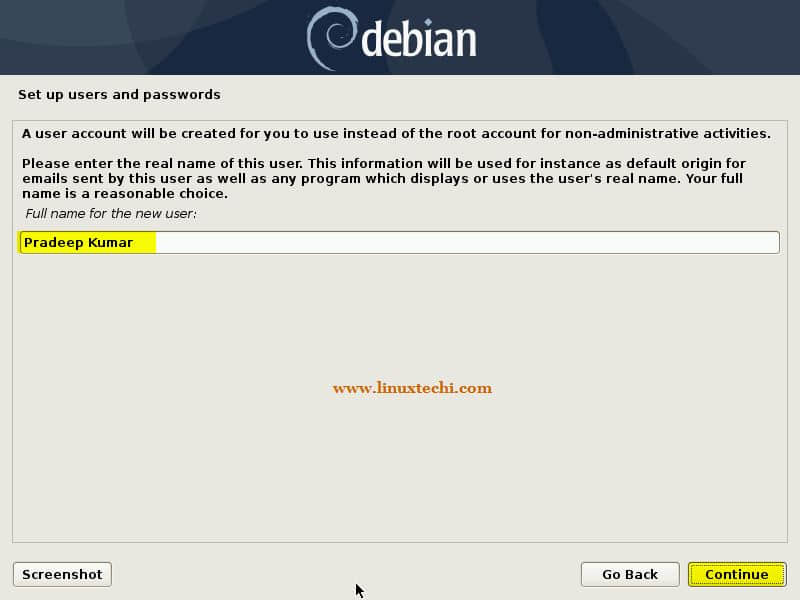 debian
Set up users and passwords
A user account will be created for you to use instead of the root account for non-administrative activities.
Please enter the real name of this user. This information will be used for instance as default origin for
emails sent by this user as well as any program which displays or uses the user's real name. Your full
name is a reasonable choice.
Full name for the new user:
Pradeep Kumar
www.linuxtechi.com
Screenshot
Go Back
Continue